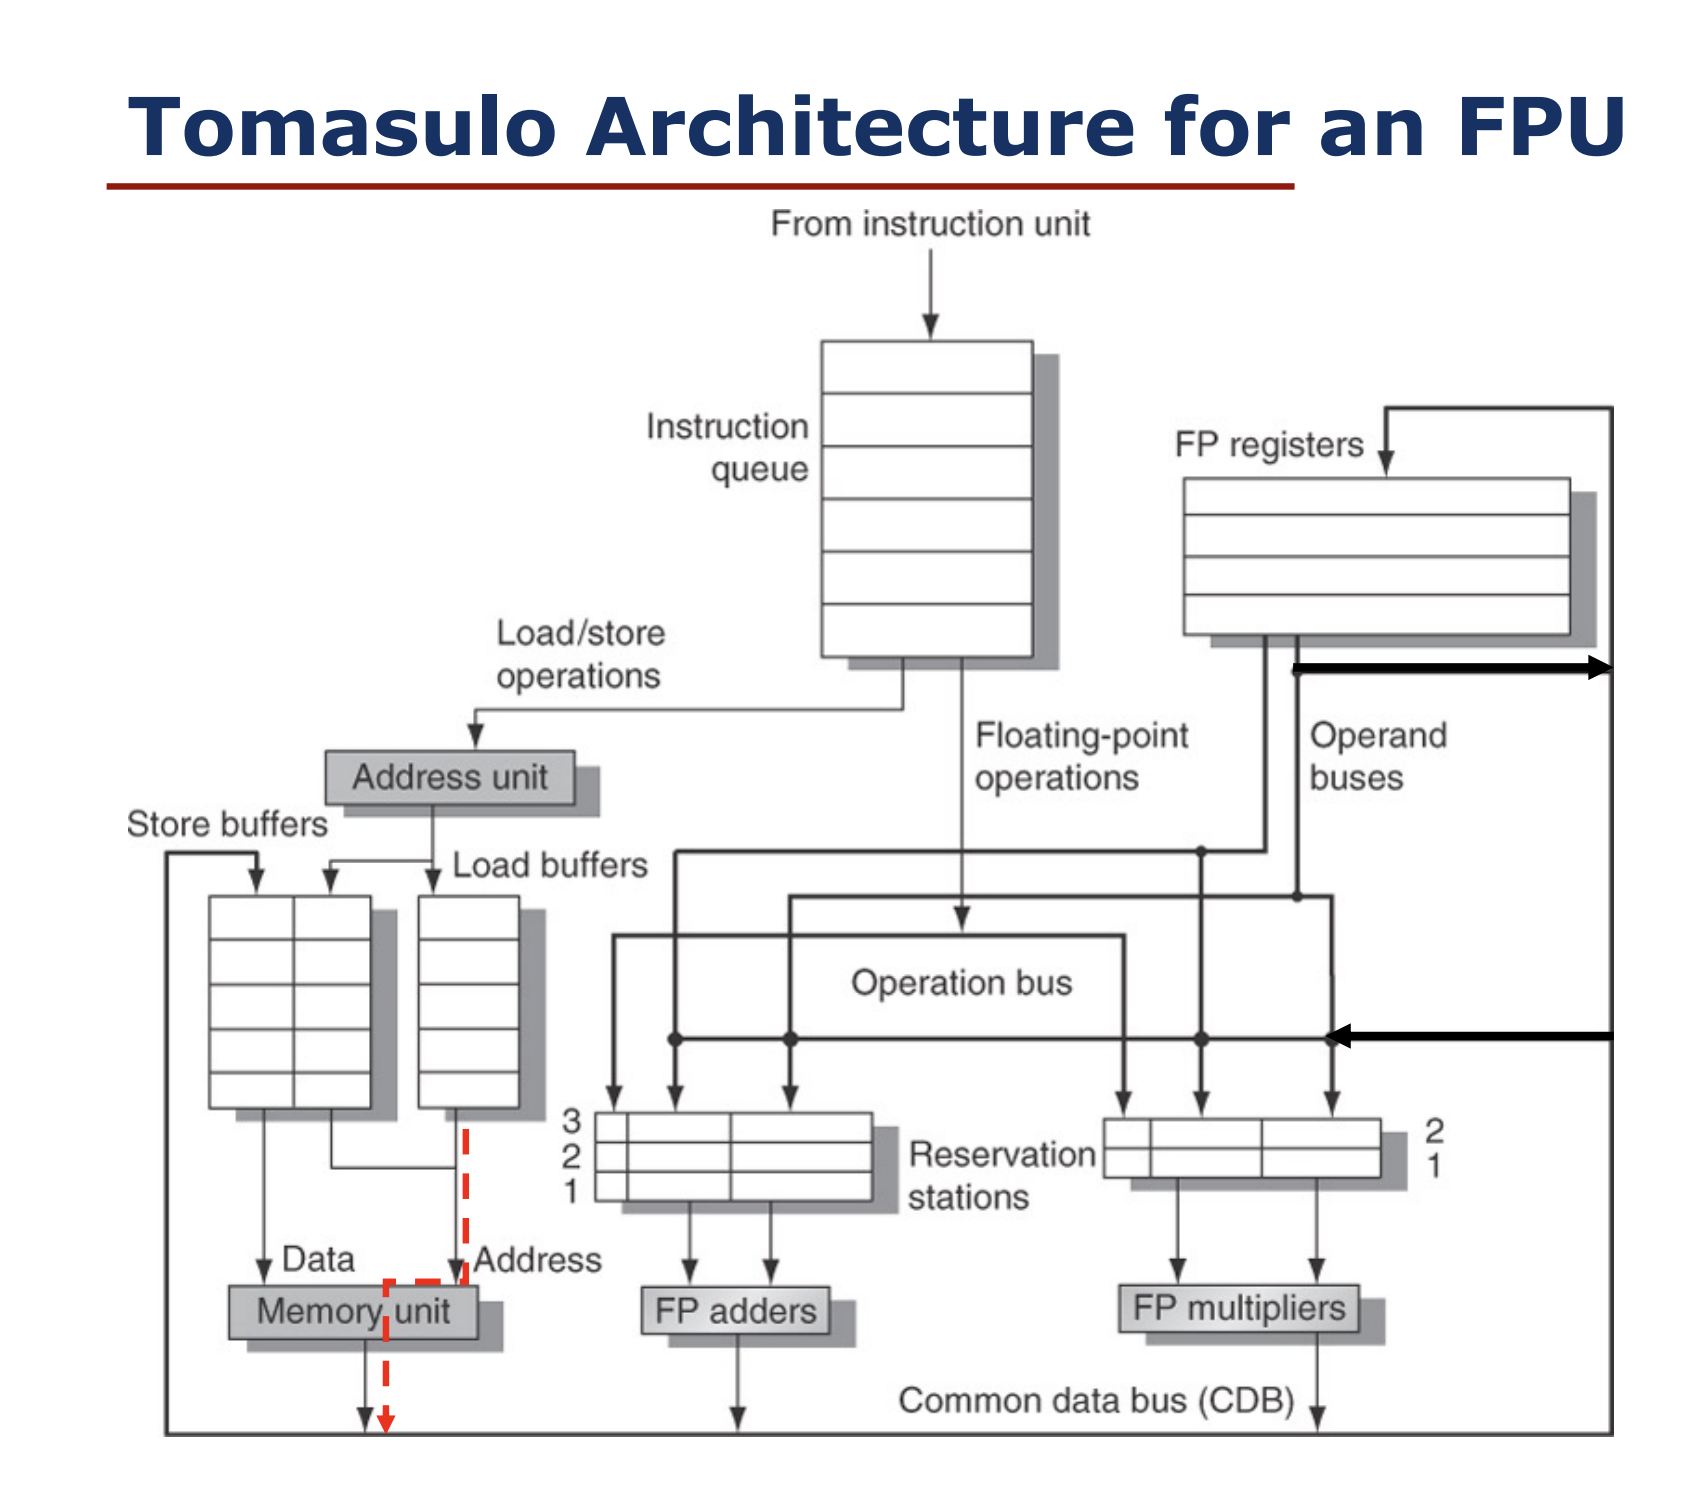 Tomasulo Architecture for an FPU
From instruction unit
Instruction
queue
FP registers
Load/store
operations
Floating-point
operations
Operand
buses
Address unit
Store buffers
Load buffers
Operation bus
3
2
1
Reservation
stations
2
1
Data
Address
Memory unit
FP adders
FP multipliers
Common data bus (CDB)